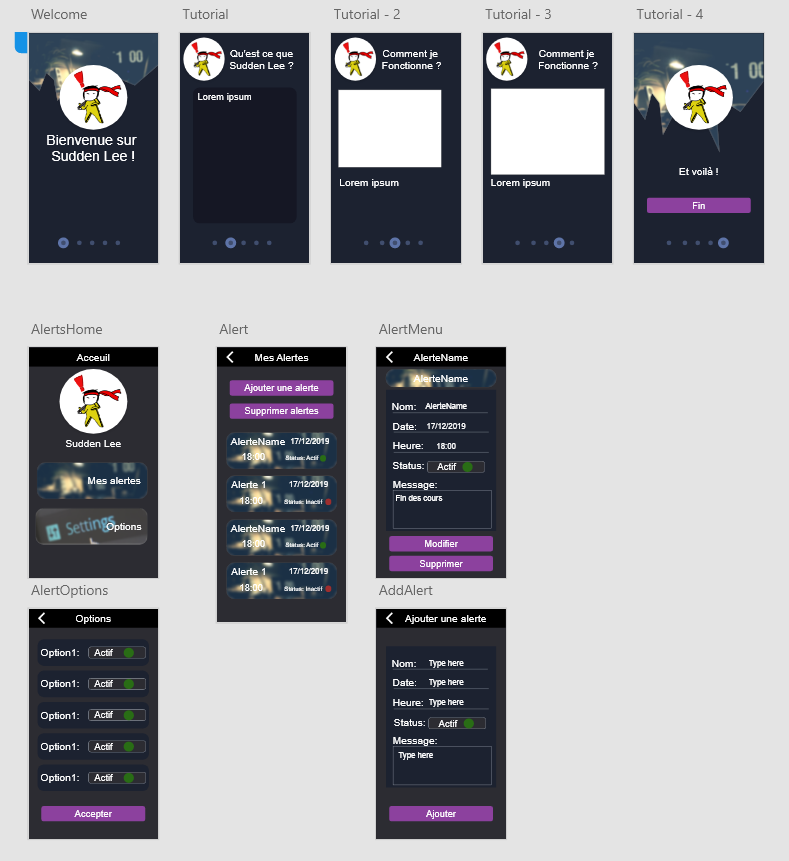 Welcome
Bienvenue sur
Sudden Lee !
Tutorial
Qu'est ce que
Sudden Lee ?
Lorem ipsum
Tutorial - 2
Comment je
Fonctionne ?
Lorem ipsum
Tutorial - 3
Comment je
Fonctionne ?
Lorem ipsum
Tutorial - 4
1 00
Et voilà !
Fin
AlertsHome
Acceuil
Sudden Lee
Mes alertes
Settings
Options
Alert
Mes Alertes
Ajouter une alerte
Supprimer alertes
AlerteName 17/12/2019
18:00 Status: Actif
Alerte 1 17/12/2019
18:00 Status: Inactif
AlerteName 17/12/2019
18:00 Status: Actif
Alerte 1 17/12/2019
18:00 Status: Inactif
AlertMenu
AlerteName
AlerteName
Nom: AlerteName
Date: 17/12/2019
Heure: 18:00
Status: Actif
Message:
Fin des cours
Modifier
Supprimer
AlertOptions
Options
Option1: Actif
Option1: Actif
Option1: Actif
Option1: Actif
Option1: Actif
Accepter
AddAlert
Ajouter une alerte
Nom: Type here
Date: Type here
Heure: Type here
Status: Actif
Message:
Type here
Ajouter